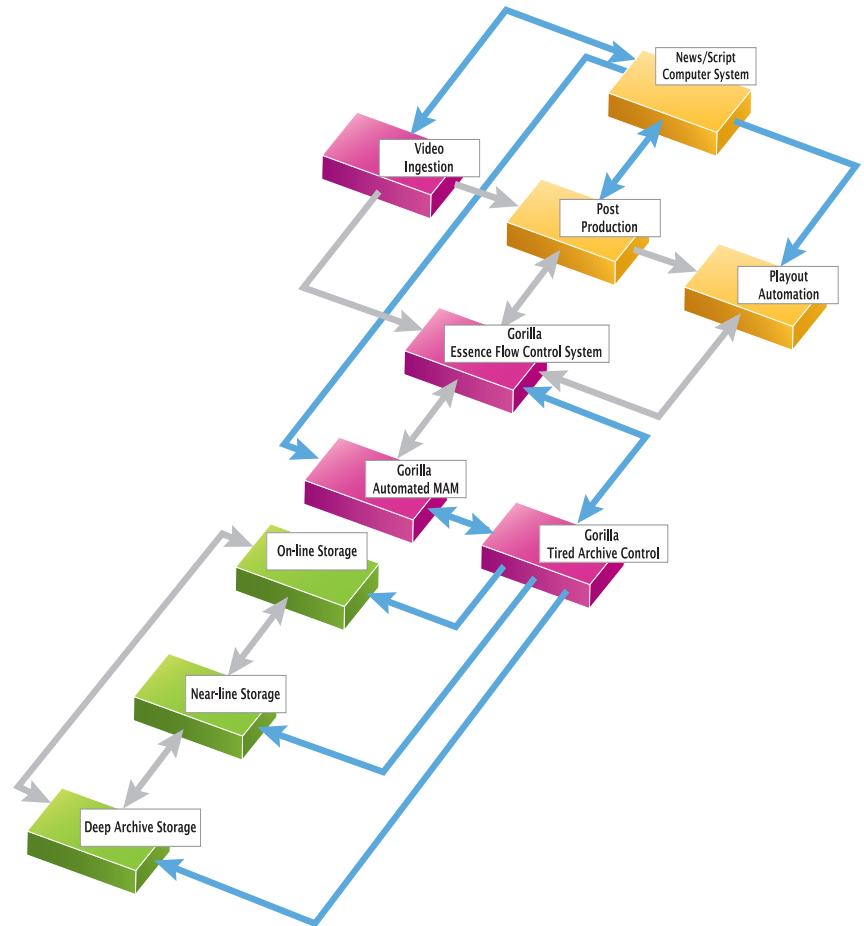 News/Script
Computer System
Video
Ingestion
Post
Production
Playout
Automation
Gorilla
Essence Flow Control System
Gorilla
Automated MAM
Gorilla
Tired Archive Control
On-line Storage
Near-line Storage
Deep Archive Storage